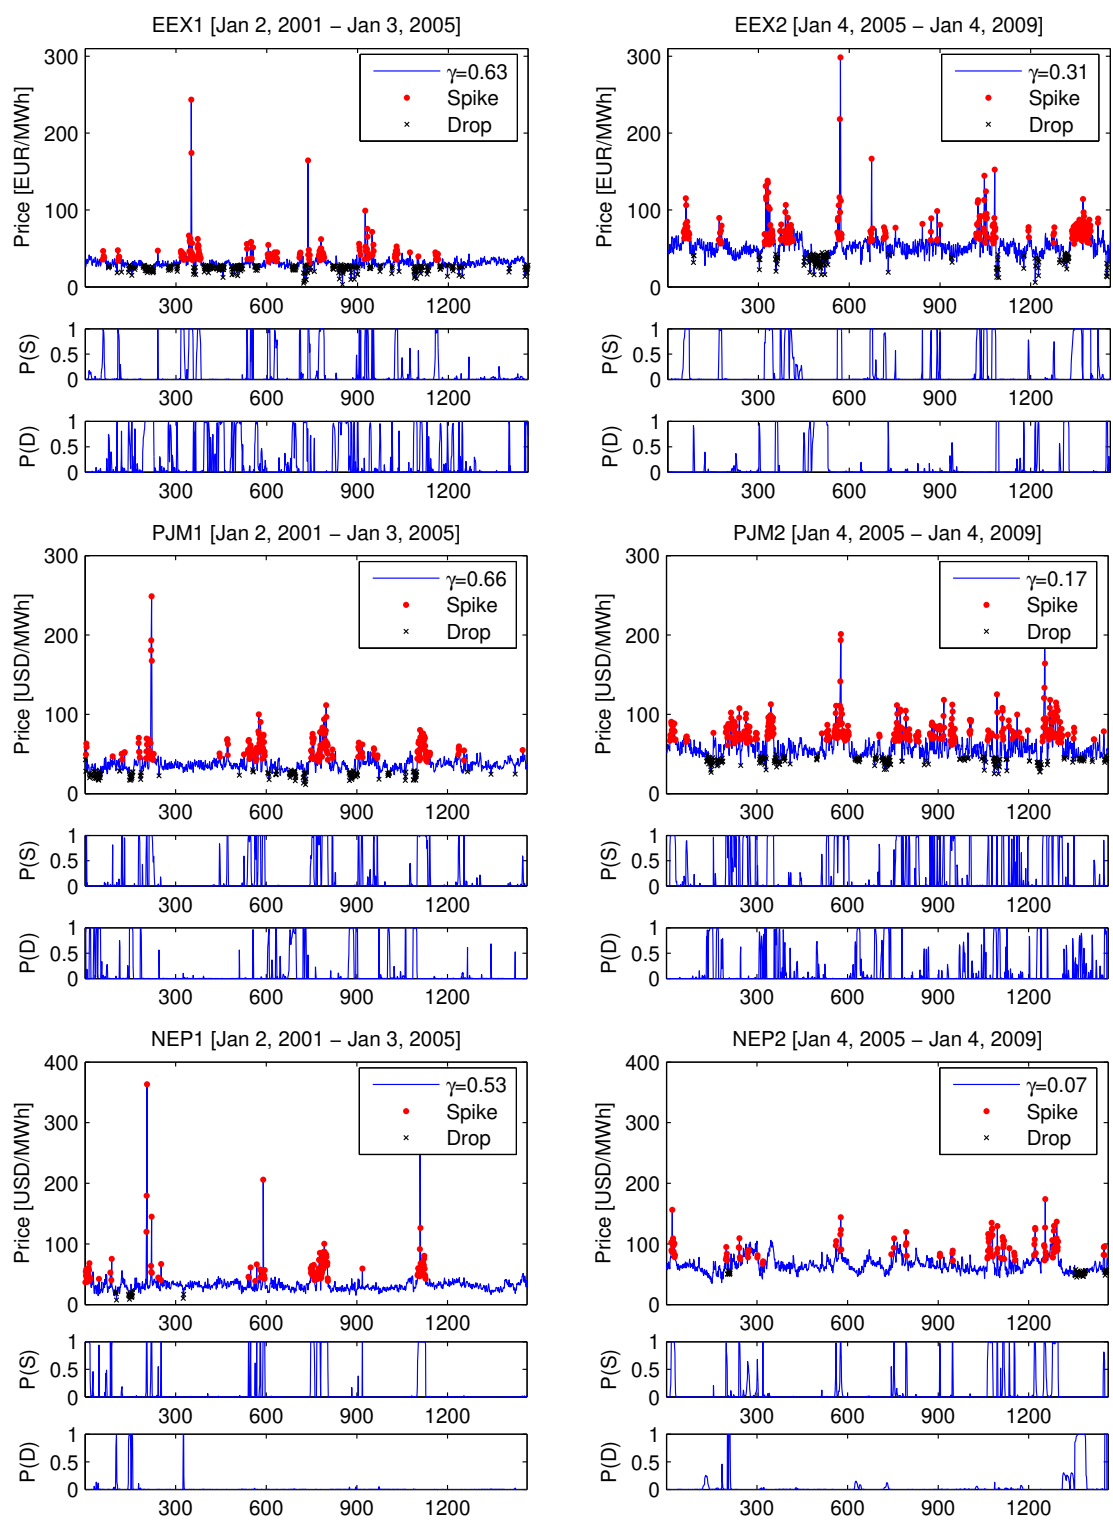 EEX1 [Jan 2, 2001 − Jan 3, 2005]
Price [EUR/MWh]
300
200
100
0
γ=0.63
Spike
Drop
300 600 900 1200
P(S)
1
0.5
0
300 600 900 1200
P(D)
1
0.5
0
300 600 900 1200
EEX2 [Jan 4, 2005 − Jan 4, 2009]
Price [EUR/MWh]
300
200
100
0
γ=0.31
Spike
Drop
300 600 900 1200
P(S)
1
0.5
0
300 600 900 1200
P(D)
1
0.5
0
300 600 900 1200
PJM1 [Jan 2, 2001 − Jan 3, 2005]
Price [USD/MWh]
300
200
100
0
γ=0.66
Spike
Drop
300 600 900 1200
P(S)
1
0.5
0
300 600 900 1200
P(D)
1
0.5
0
300 600 900 1200
PJM2 [Jan 4, 2005 − Jan 4, 2009]
Price [USD/MWh]
300
200
100
0
γ=0.17
Spike
Drop
300 600 900 1200
P(S)
1
0.5
0
300 600 900 1200
P(D)
1
0.5
0
300 600 900 1200
NEP1 [Jan 2, 2001 − Jan 3, 2005]
Price [USD/MWh]
400
300
200
100
0
γ=0.53
Spike
Drop
300 600 900 1200
P(S)
1
0.5
0
300 600 900 1200
P(D)
1
0.5
0
300 600 900 1200
NEP2 [Jan 4, 2005 − Jan 4, 2009]
Price [USD/MWh]
400
300
200
100
0
γ=0.07
Spike
Drop
300 600 900 1200
P(S)
1
0.5
0
300 600 900 1200
P(D)
1
0.5
0
300 600 900 1200